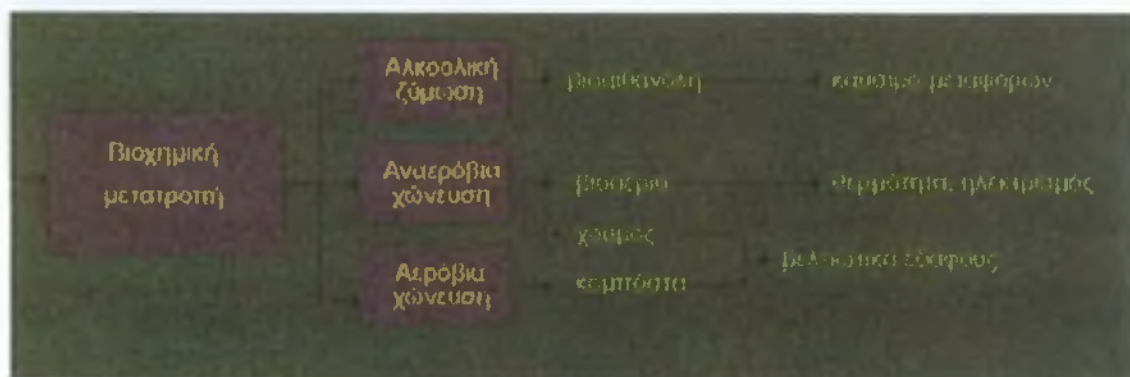 Βιοχημική
μετατροπή
Αλκοολική
ζύμωση
βιοαιθανόλη
καύσιμο μεταφορών
Αναερόβια
χώνευση
βιοαέριο
θερμότητα, ηλεκτρισμός
χούμος
Αερόβια
χώνευση
κομπόστα
βελτιωτικά εδάφους